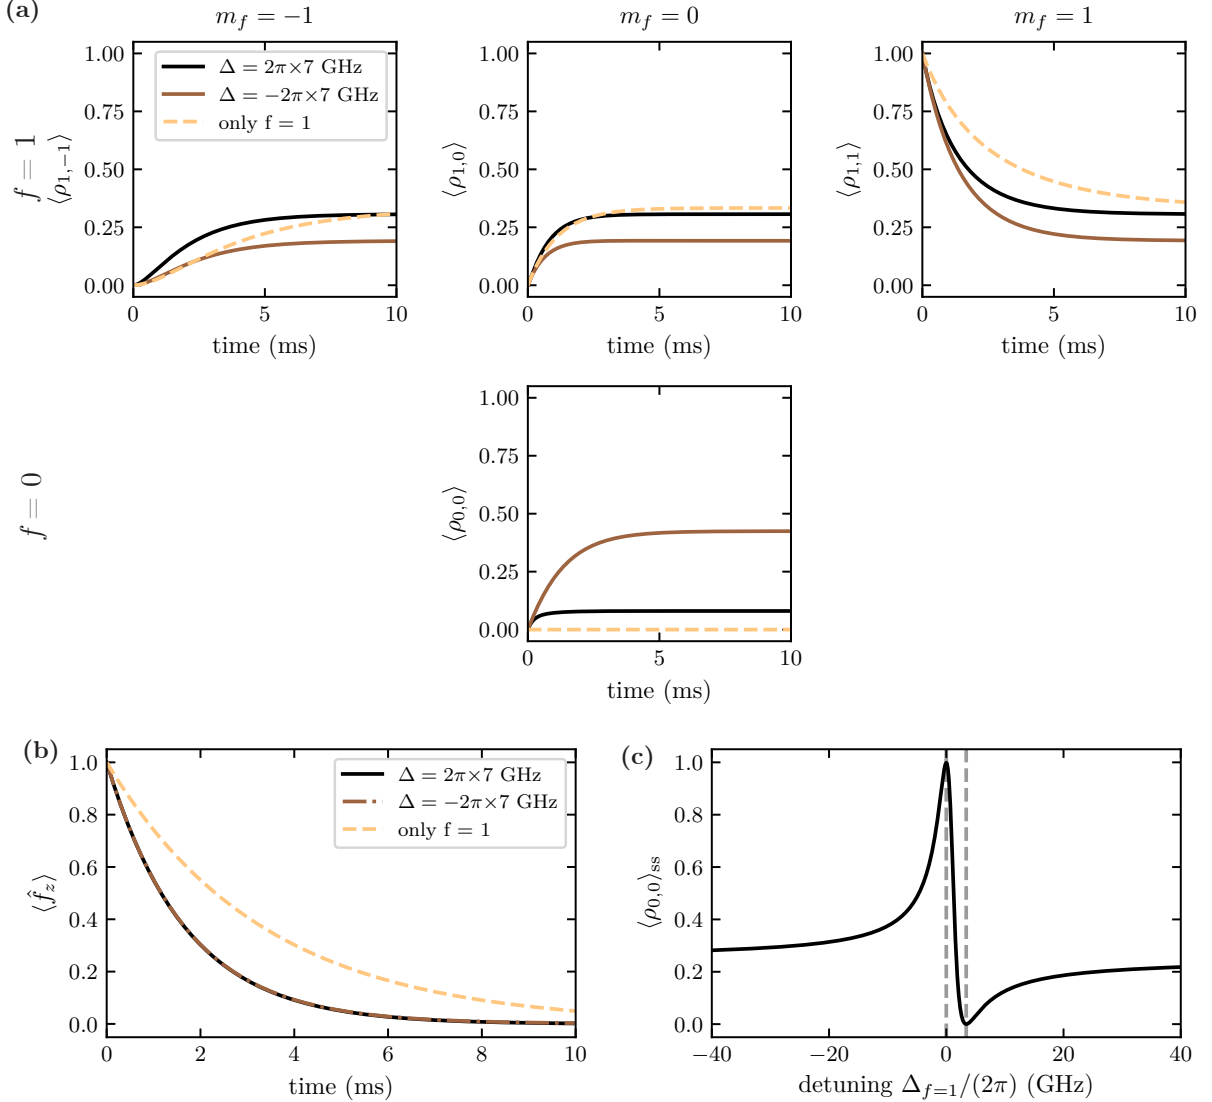 (a)
m_f = −1
m_f = 0
m_f = 1
f = 1
⟨ρ_{1,−1}⟩
1.00
0.75
0.50
0.25
0.00
Δ = 2π×7 GHz
Δ = −2π×7 GHz
only f = 1
0 5 10
time (ms)
⟨ρ_{1,0}⟩
1.00
0.75
0.50
0.25
0.00
0 5 10
time (ms)
⟨ρ_{1,1}⟩
1.00
0.75
0.50
0.25
0.00
0 5 10
time (ms)
f = 0
⟨ρ_{0,0}⟩
1.00
0.75
0.50
0.25
0.00
0 5 10
time (ms)
(b)
⟨f̂_z⟩
1.0
0.8
0.6
0.4
0.2
0.0
Δ = 2π×7 GHz
Δ = −2π×7 GHz
only f = 1
0 2 4 6 8 10
time (ms)
(c)
⟨ρ_{0,0}⟩_{ss}
1.0
0.8
0.6
0.4
0.2
0.0
−40 −20 0 20 40
detuning Δ_{f=1}/(2π) (GHz)